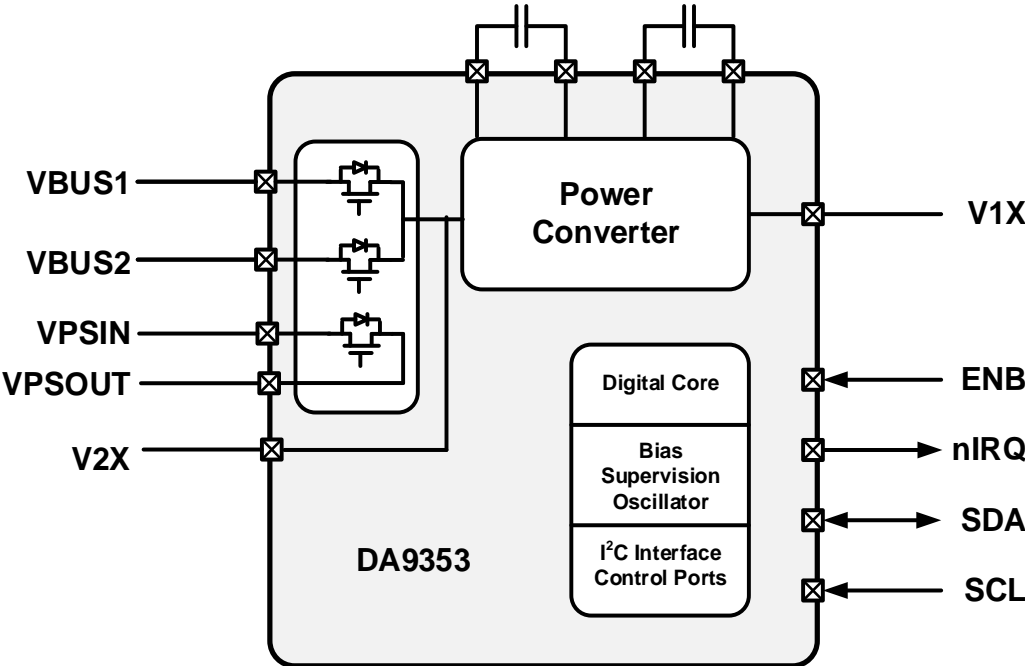 VBUS1
VBUS2
VPSIN
VPSOUT
V2X
Power
Converter
V1X
Digital Core
Bias
Supervision
Oscillator
I²C Interface
Control Ports
DA9353
ENB
nIRQ
SDA
SCL